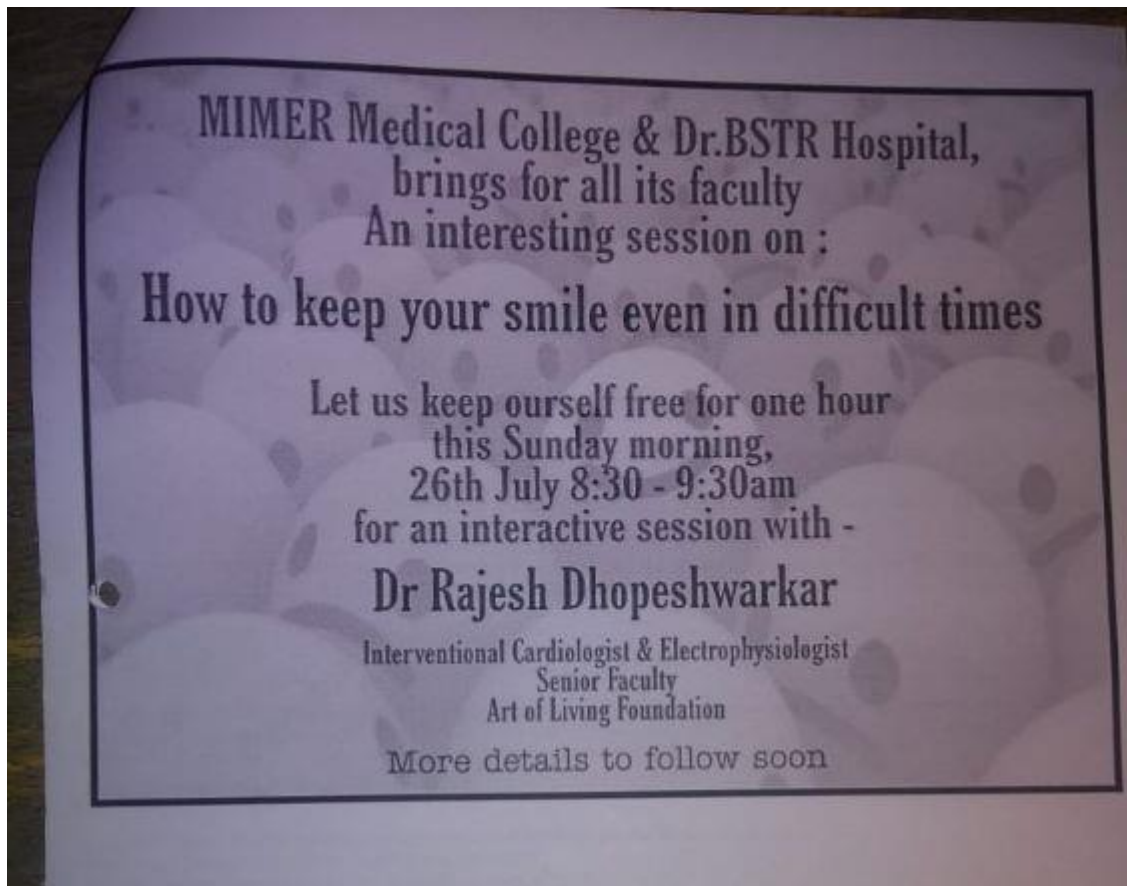 MIMER Medical College & Dr.BSTR Hospital,
brings for all its faculty
An interesting session on :
How to keep your smile even in difficult times
Let us keep ourself free for one hour
this Sunday morning,
26th July 8:30 - 9:30am
for an interactive session with -
Dr Rajesh Dhopeshwarkar
Interventional Cardiologist & Electrophysiologist
Senior Faculty
Art of Living Foundation
More details to follow soon